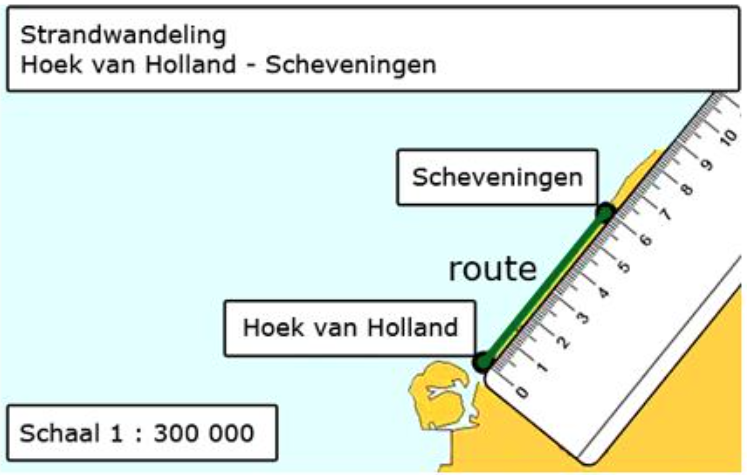 Strandwandeling
Hoek van Holland - Scheveningen
Scheveningen
route
Hoek van Holland
Schaal 1 : 300 000
0
1
2
3
4
5
6
7
8
9
10